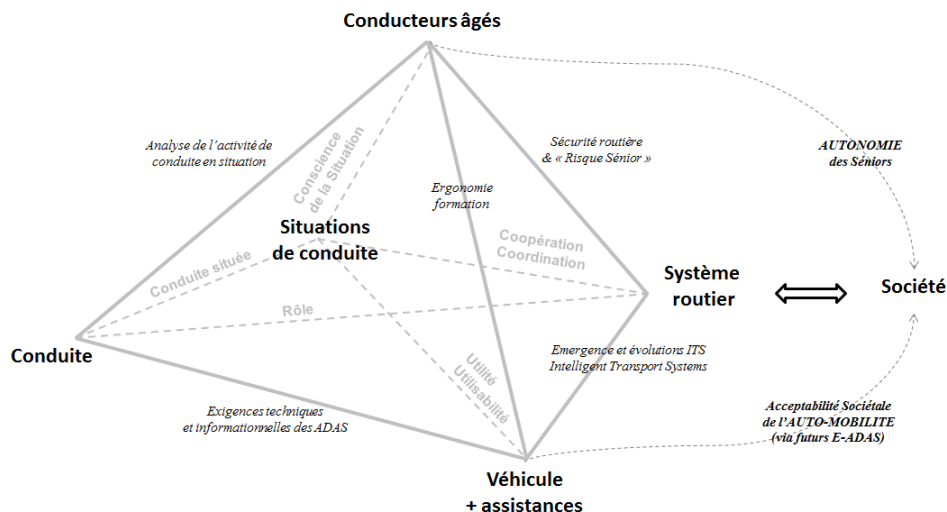 Conducteurs âgés
Analyse de l'activité de
conduite en situation
Conscience
de la Situation
Sécurité routière
& « Risque Sénior »
AUTONOMIE
des Séniors
Ergonomie
formation
Situations
de conduite
Coopération
Coordination
Conduite située
Système
routier
Société
Rôle
Conduite
Emergence et évolutions ITS
Intelligent Transport Systems
Utilité
Utilisabilité
Exigences techniques
et informationnelles des ADAS
Acceptabilité Sociétale
de l'AUTO-MOBILITE
(via futurs E-ADAS)
Véhicule
+ assistances